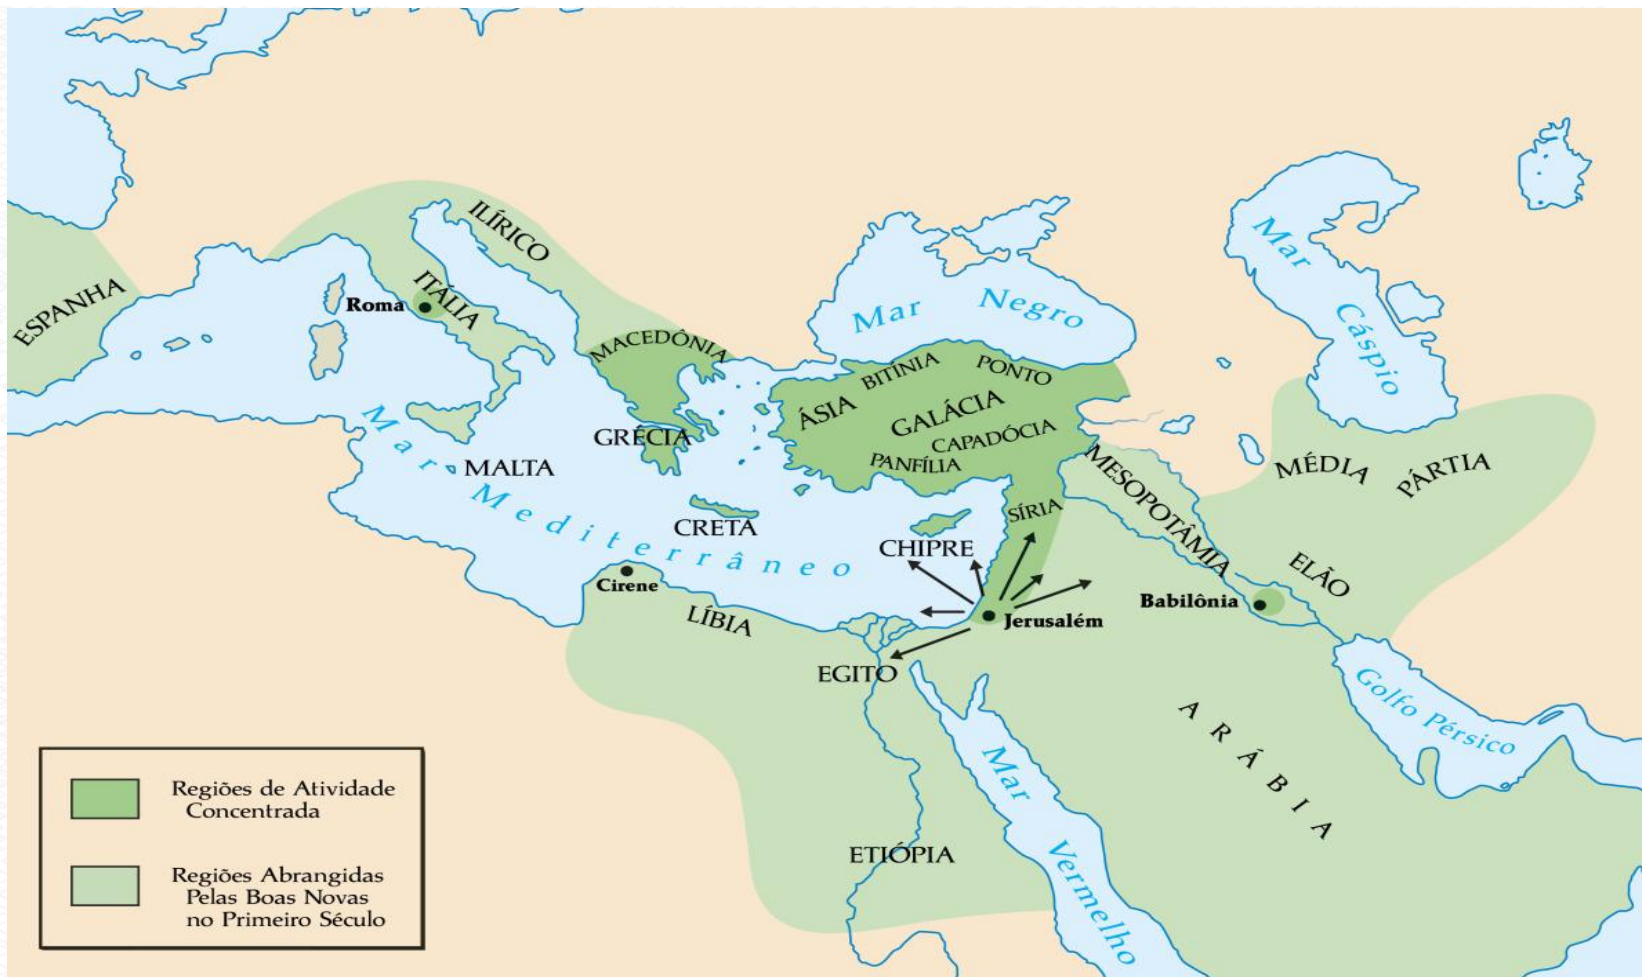 ILÍRICO
ESPANHA
ITÁLIA
Roma
MACEDÔNIA
GRÉCIA
MALTA
Mar Mediterrâneo
CRETA
CHIPRE
Cirene
LÍBIA
EGITO
ETIÓPIA
Mar Negro
BITÍNIA
PONTO
ÁSIA
GALÁCIA
CAPADÓCIA
PANFÍLIA
SÍRIA
Jerusalém
Mar Cáspio
MESOPOTÂMIA
MÉDIA
PÁRTIA
ELÃO
Babilônia
Golfo Pérsico
ARÁBIA
Mar Vermelho
Regiões de Atividade
Concentrada
Regiões Abrangidas
Pelas Boas Novas
no Primeiro Século